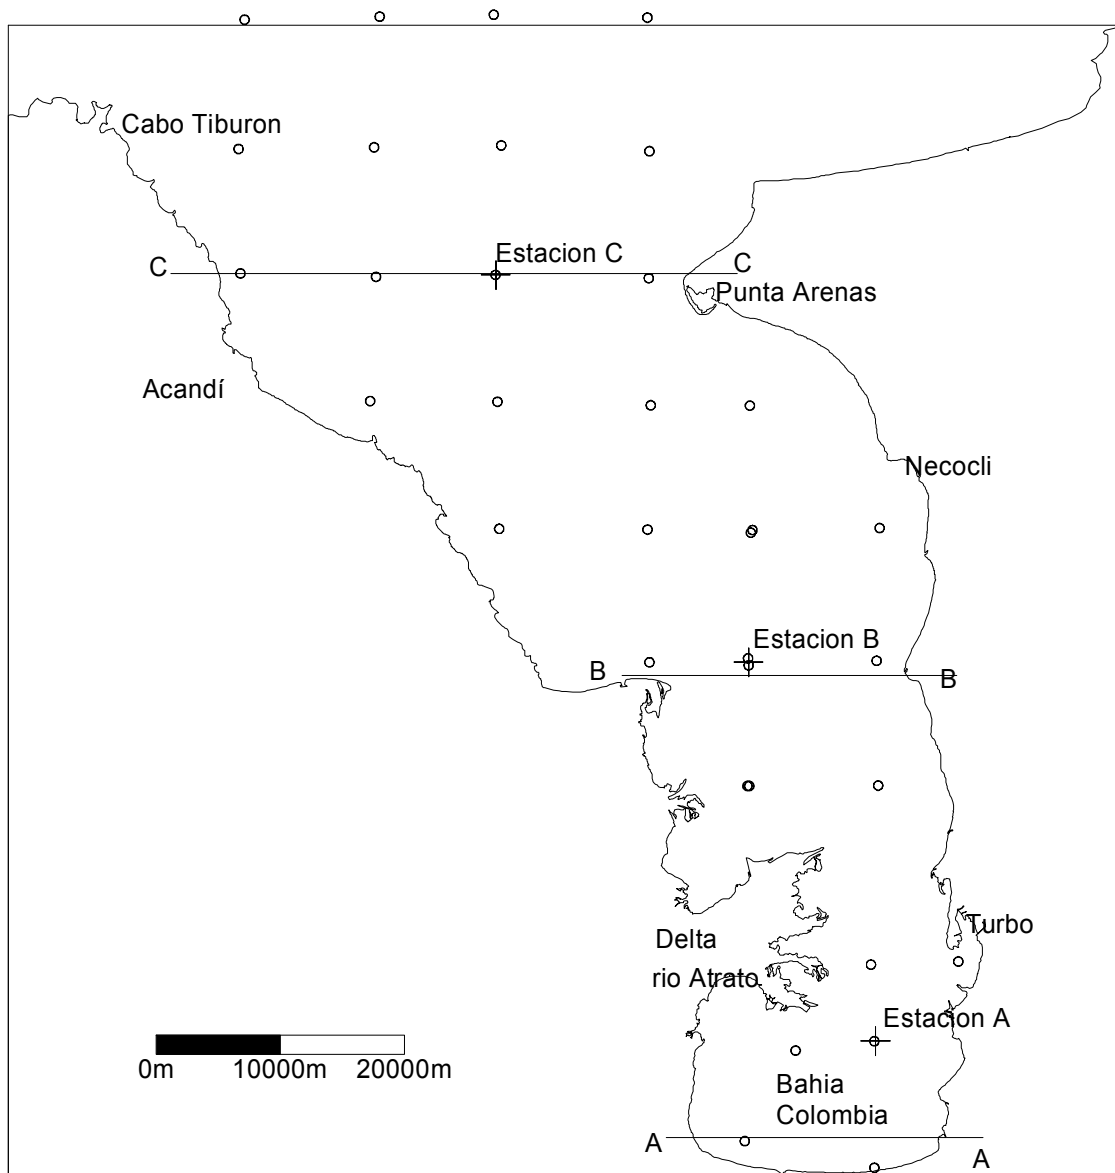 Cabo Tiburon
Estacion C
C
C
Punta Arenas
Acandí
Necocli
Estacion B
B
B
Turbo
Delta
rio Atrato
Estacion A
0m
10000m
20000m
Bahia
Colombia
A
A